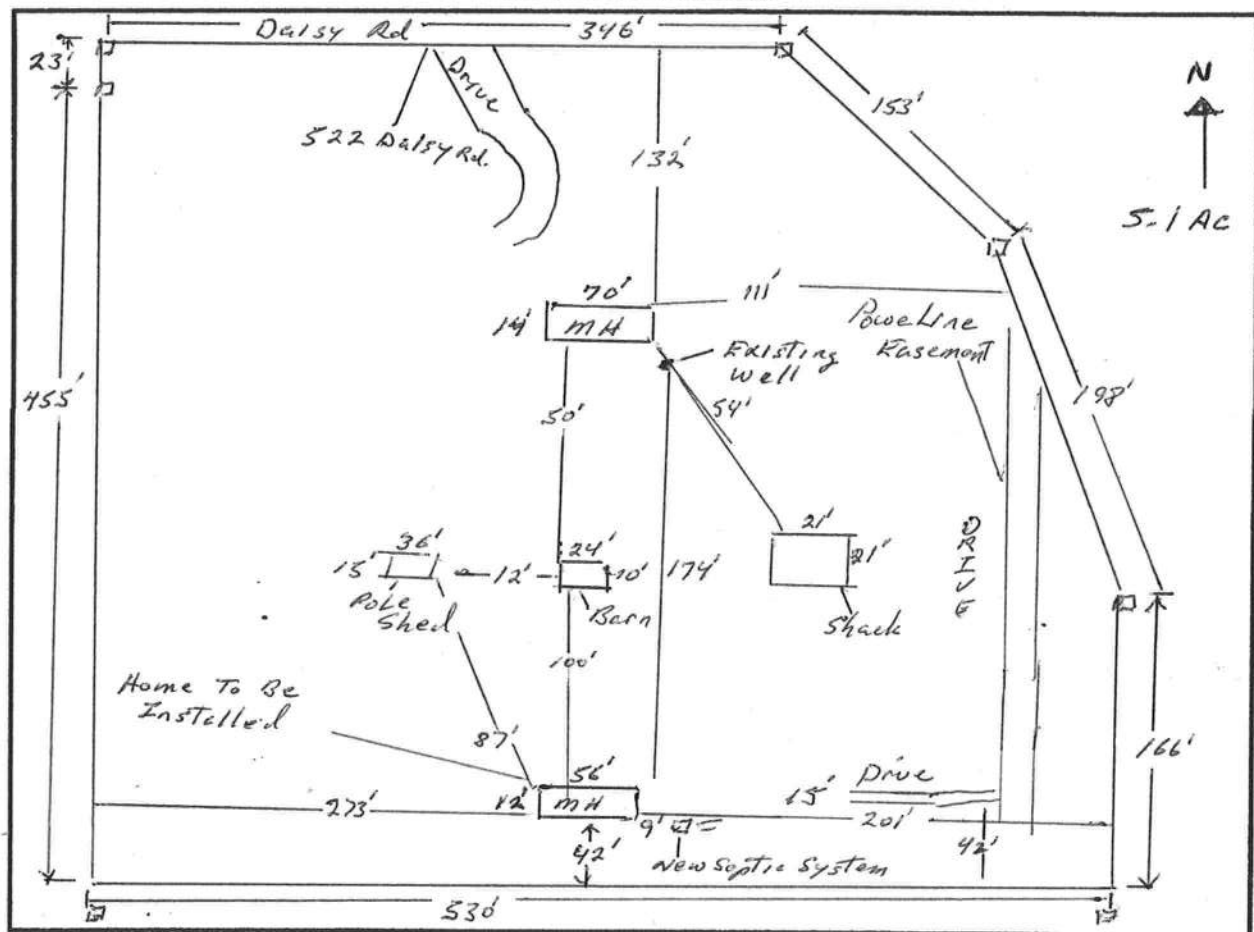 Daisy Rd 346'
23'
Drive
153'
N
522 Daisy Rd.
132'
5.1 Ac
70'
111'
14'
MH
PoweLine
Easement
Existing
Well
455'
50'
54'
198'
21'
36'
24'
DRIVE
15'
12'
10'
174'
21'
Pole
Shed
Barn
Shack
100'
Home To Be
Installed
87'
166'
56'
Drive
12'
MH
15'
273'
9'
201'
42'
42'
New Septic System
530'